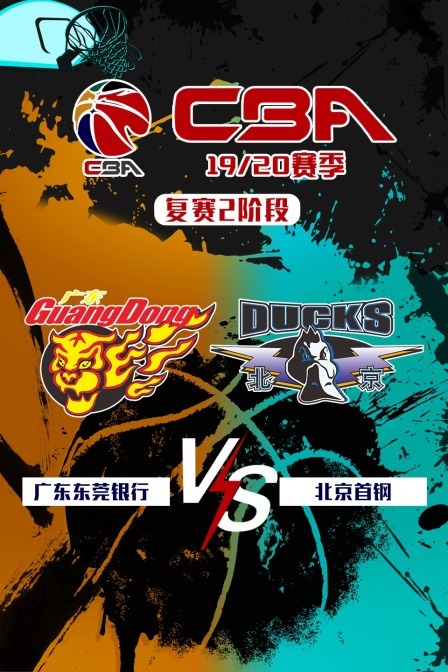 CBA
CBA
19/20赛季
复赛2阶段
广东
GuangDong
DUCKS
北 京
VS
广东东莞银行
北京首钢